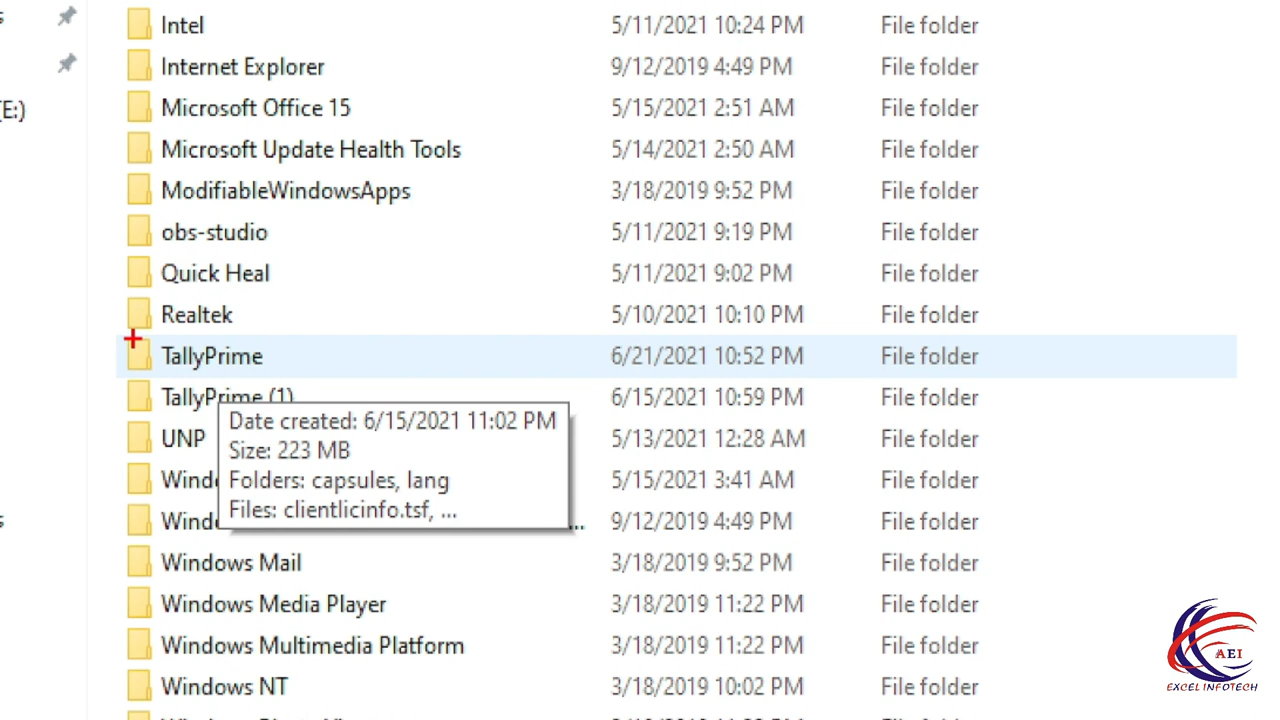 Intel 5/11/2021 10:24 PM File folder
Internet Explorer 9/12/2019 4:49 PM File folder
[E:)
Microsoft Office 15 5/15/2021 2:51 AM File folder
Microsoft Update Health Tools 5/14/2021 2:50 AM File folder
ModifiableWindowsApps 3/18/2019 9:52 PM File folder
obs-studio 5/11/2021 9:19 PM File folder
Quick Heal 5/11/2021 9:02 PM File folder
Realtek 5/10/2021 10:10 PM File folder
TallyPrime 6/21/2021 10:52 PM File folder
TallyPrime (1) 6/15/2021 10:59 PM File folder
Date created: 6/15/2021 11:02 PM
Size: 223 MB
Folders: capsules, lang
Files: clientlicinfo.tsf, ...
UNP 5/13/2021 12:28 AM File folder
5/15/2021 3:41 AM File folder
... 9/12/2019 4:49 PM File folder
Windows Mail 3/18/2019 9:52 PM File folder
Windows Media Player 3/18/2019 11:22 PM File folder
Windows Multimedia Platform 3/18/2019 11:22 PM File folder
Windows NT 3/18/2019 10:02 PM File folder
AEI
EXCEL INFOTECH